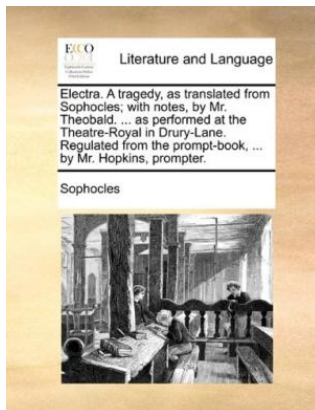 ECCO
Literature and Language
Electra. A tragedy, as translated from
Sophocles; with notes, by Mr.
Theobald. ... as performed at the
Theatre-Royal in Drury-Lane.
Regulated from the prompt-book, ...
by Mr. Hopkins, prompter.
Sophocles